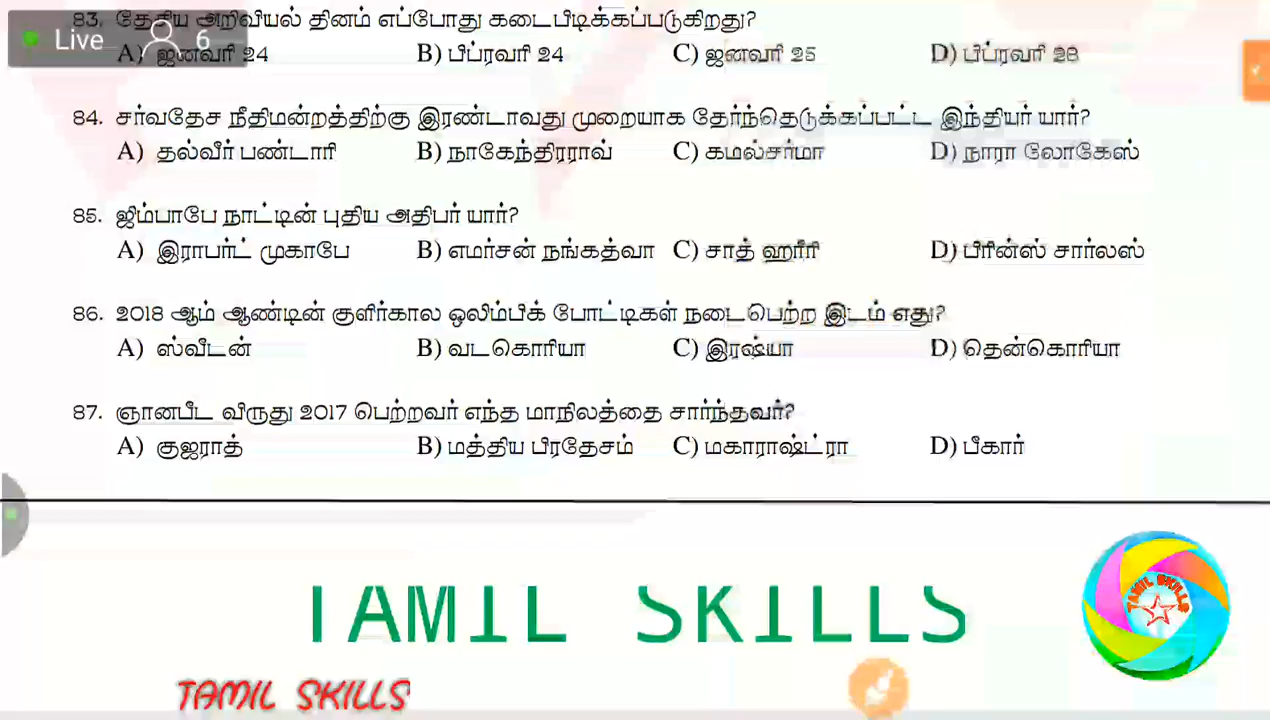 83. தேசிய அறிவியல் தினம் எப்போது கடைபிடிக்கப்படுகிறது?
Live 6
A) ஜனவரி 24 B) பிப்ரவரி 24 C) ஜனவரி 25 D) பிப்ரவரி 28
84. சர்வதேச நீதிமன்றத்திற்கு இரண்டாவது முறையாக தேர்ந்தெடுக்கப்பட்ட இந்தியர் யார்?
A) தல்வீர் பண்டாரி B) நாகேந்திரராவ் C) கமல்சர்மா D) நாரா லோகேஸ்
85. ஜிம்பாபே நாட்டின் புதிய அதிபர் யார்?
A) இராபர்ட் முகாபே B) எமர்சன் நங்கத்வா C) சாத் ஹரீரி D) பிரின்ஸ் சார்லஸ்
86. 2018 ஆம் ஆண்டின் குளிர்கால ஒலிம்பிக் போட்டிகள் நடைபெற்ற இடம் எது?
A) ஸ்வீடன் B) வடகொரியா C) இரஷ்யா D) தென்கொரியா
87. ஞானபீட விருது 2017 பெற்றவர் எந்த மாநிலத்தை சார்ந்தவர்?
A) குஜராத் B) மத்திய பிரதேசம் C) மகாராஷ்ட்ரா D) பீகார்
TAMIL SKILLS
TAMIL SKILLS
TAMIL SKILLS